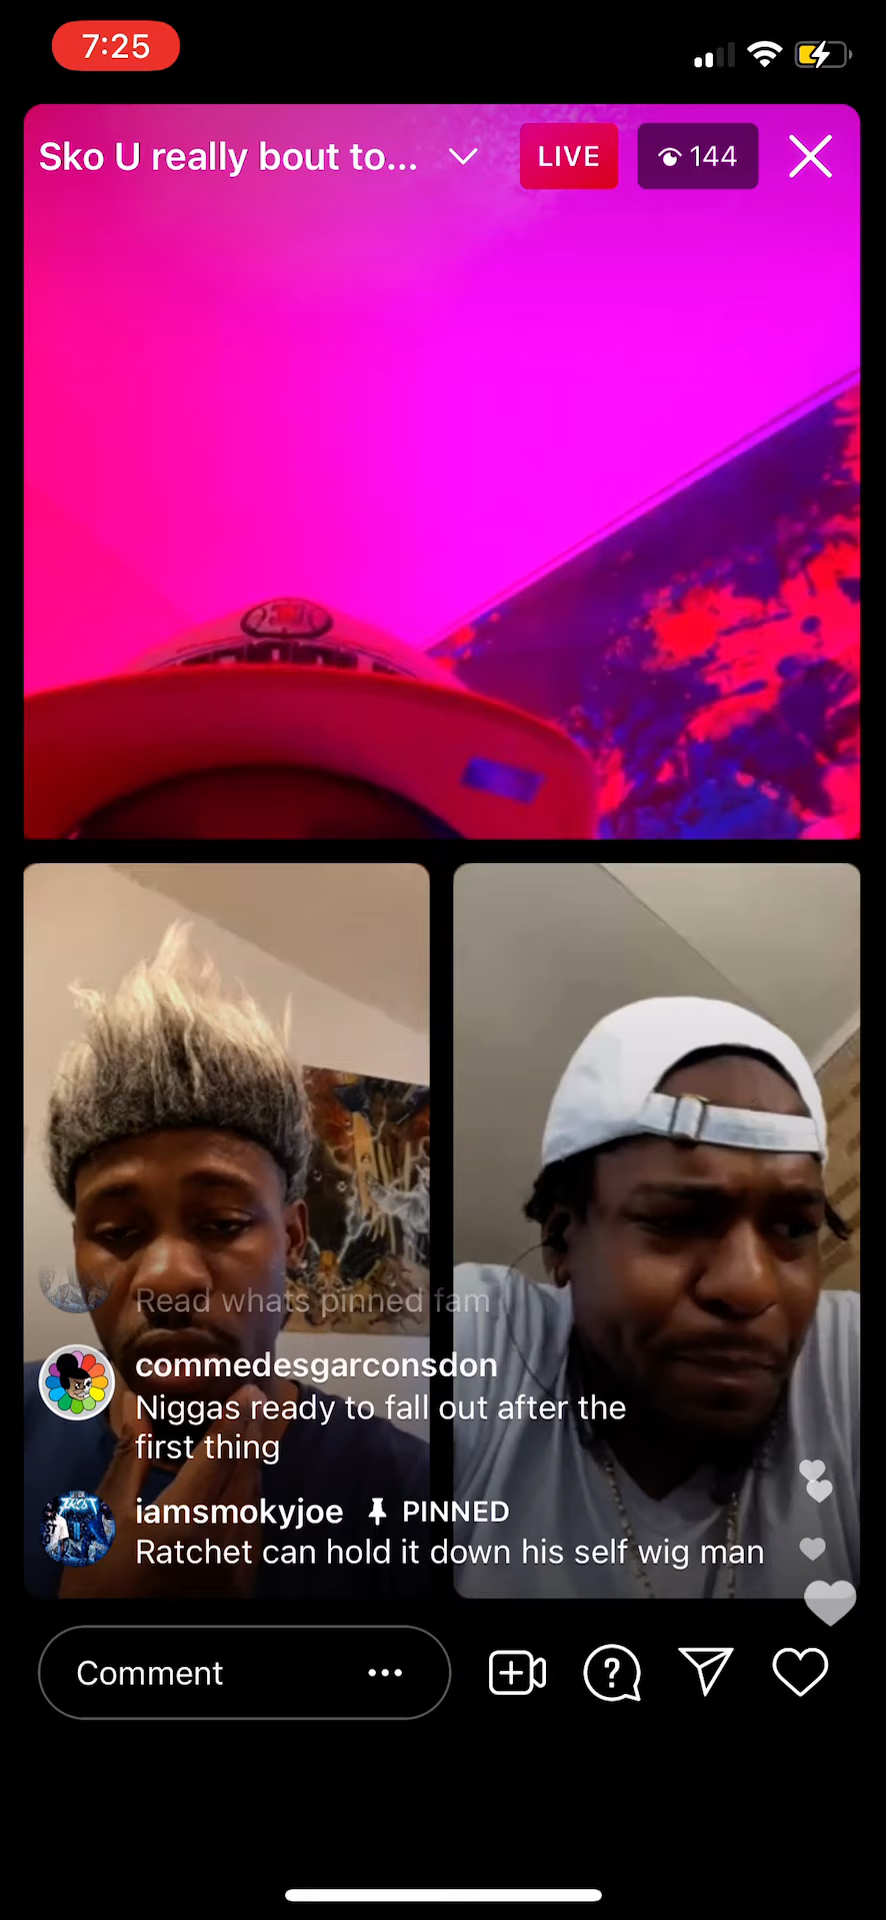 7:25
Sko U really bout to...
LIVE
144
Read whats pinned fam
commedesgarconsdon
Niggas ready to fall out after the
first thing
iamsmokyjoe PINNED
Ratchet can hold it down his self wig man
Comment